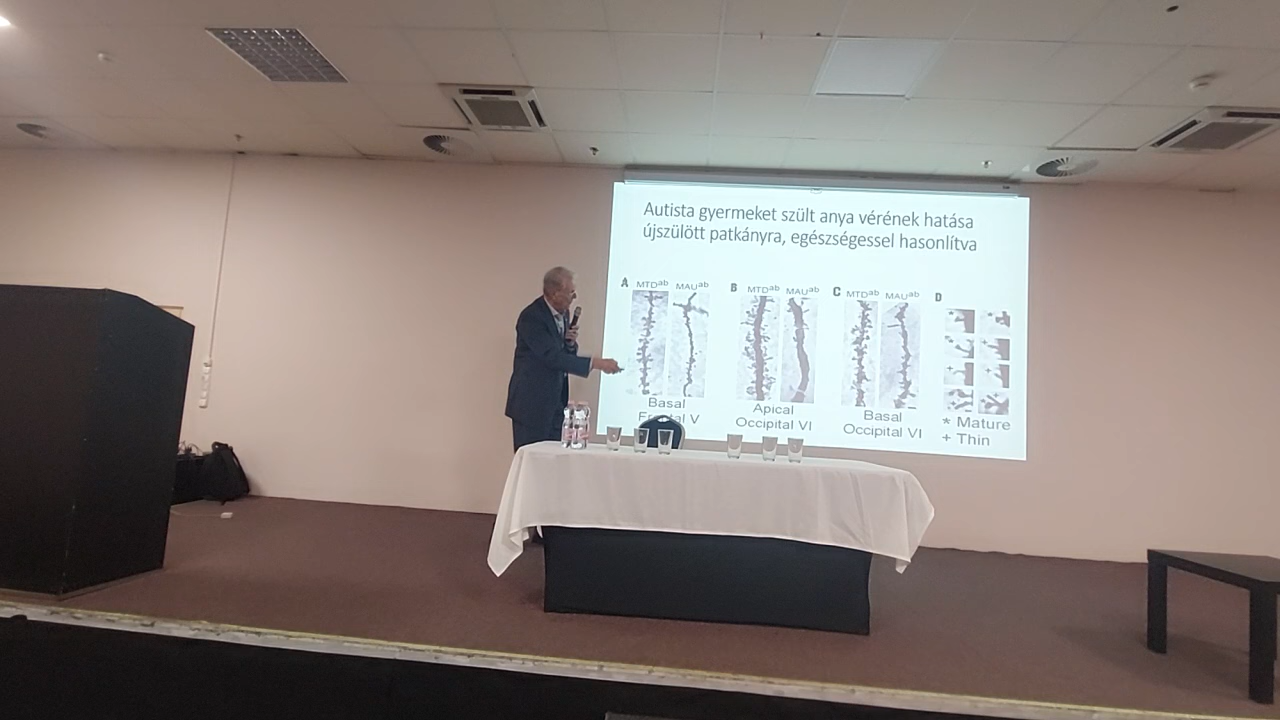 Autista gyermeket szült anya vérének hatása
újszülött patkányra, egészségessel hasonlítva
A MTDab MAUab
B MTDab MAUab
C MTDab MAUab
D
Basal
Frontal V
Apical
Occipital VI
Basal
Occipital VI
* Mature
+ Thin